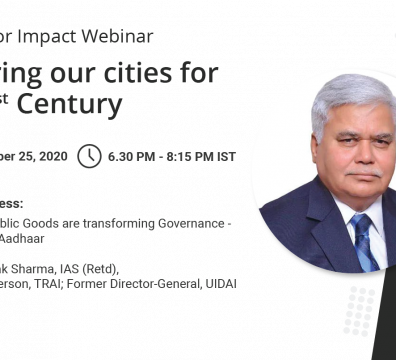 or Impact Webinar
ing our cities for
st Century
ber 25, 2020 6.30 PM - 8:15 PM IST
ess:
blic Goods are transforming Governance -
Aadhaar
ak Sharma, IAS (Retd),
erson, TRAI; Former Director-General, UIDAI